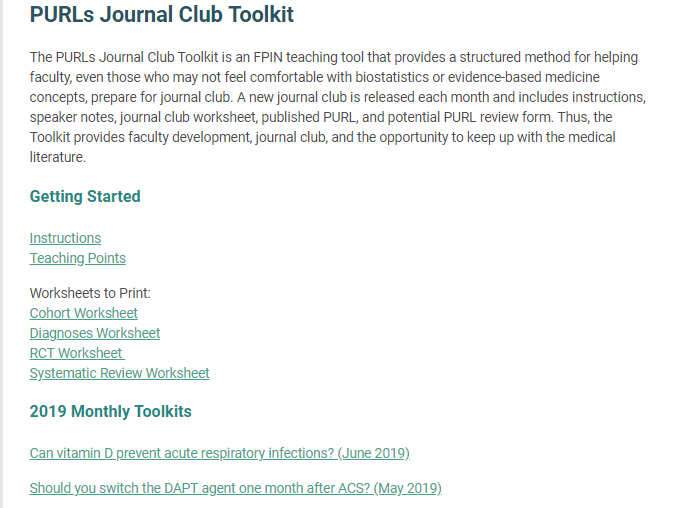 PURLs Journal Club Toolkit
The PURLs Journal Club Toolkit is an FPIN teaching tool that provides a structured method for helping
faculty, even those who may not feel comfortable with biostatistics or evidence-based medicine
concepts, prepare for journal club. A new journal club is released each month and includes instructions,
speaker notes, journal club worksheet, published PURL, and potential PURL review form. Thus, the
Toolkit provides faculty development, journal club, and the opportunity to keep up with the medical
literature.
Getting Started
Instructions
Teaching Points
Worksheets to Print:
Cohort Worksheet
Diagnoses Worksheet
RCT Worksheet
Systematic Review Worksheet
2019 Monthly Toolkits
Can vitamin D prevent acute respiratory infections? (June 2019)
Should you switch the DAPT agent one month after ACS? (May 2019)